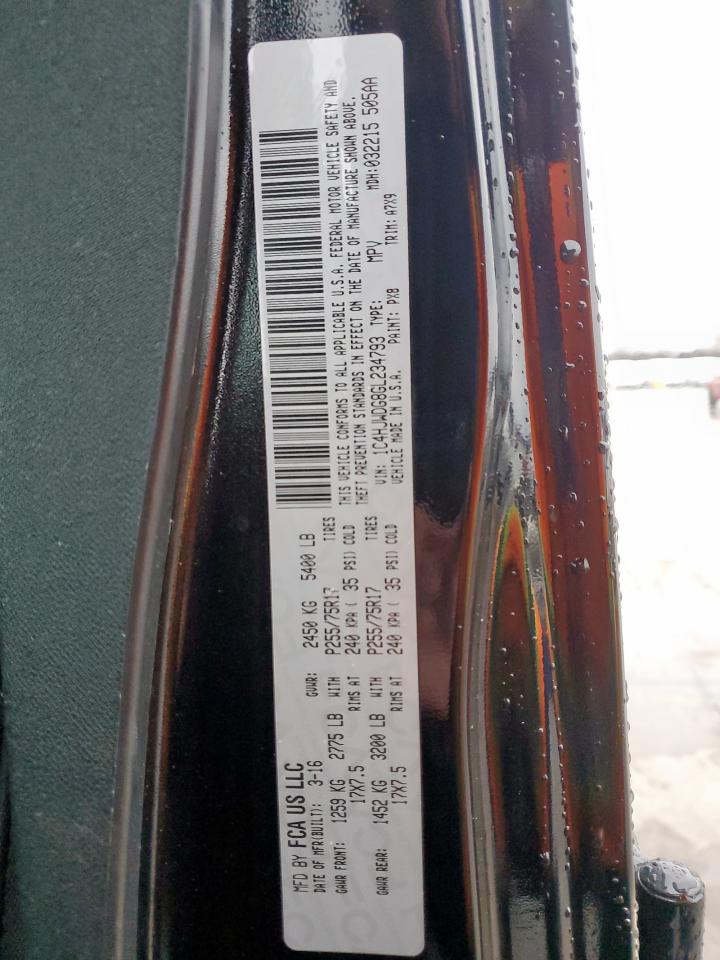 MFD BY FCA US LLC
DATE OF MFR(BUILT): 3-16 GVWR: 2450 KG 5400 LB
GAWR FRONT: 1259 KG 2775 LB WITH P255/75R17 TIRES
17X7.5 RIMS AT 240 KPA ( 35 PSI) COLD
GAWR REAR: 1452 KG 3200 LB WITH P255/75R17 TIRES
17X7.5 RIMS AT 240 KPA ( 35 PSI) COLD
THIS VEHICLE CONFORMS TO ALL APPLICABLE U.S.A. FEDERAL MOTOR VEHICLE SAFETY AND
THEFT PREVENTION STANDARDS IN EFFECT ON THE DATE OF MANUFACTURE SHOWN ABOVE.
VIN: 1C4HJWDG8GL234793 TYPE: MPV MDH:032215 505AA
VEHICLE MADE IN U.S.A. PAINT: PX8 TRIM: A7X9